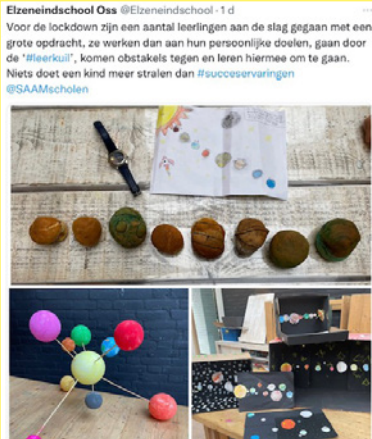 Elzeneindschool Oss @Elzeneindschool · 1 d
Voor de lockdown zijn een aantal leerlingen aan de slag gegaan met een
grote opdracht, ze werken dan aan hun persoonlijke doelen, gaan door
de '#leerkuil', komen obstakels tegen en leren hiermee om te gaan.
Niets doet een kind meer stralen dan #succeservaringen
@SAAMscholen